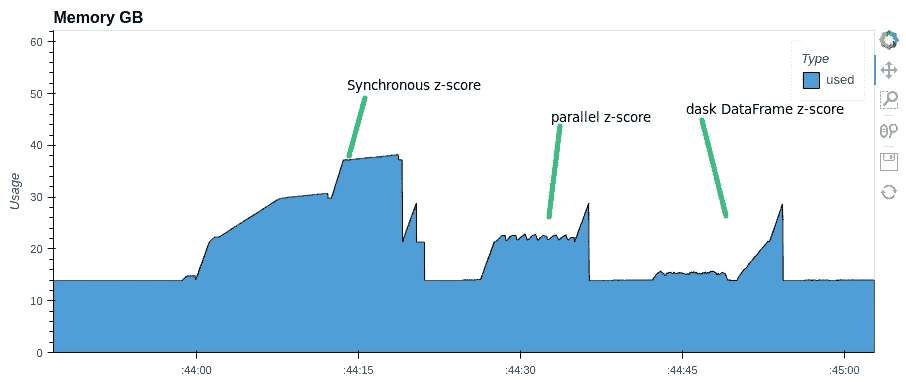 Memory GB
60
50
40
30
20
10
0
Usage
Synchronous z-score
parallel z-score
dask DataFrame z-score
Type
used
:44:00
:44:15
:44:30
:44:45
:45:00